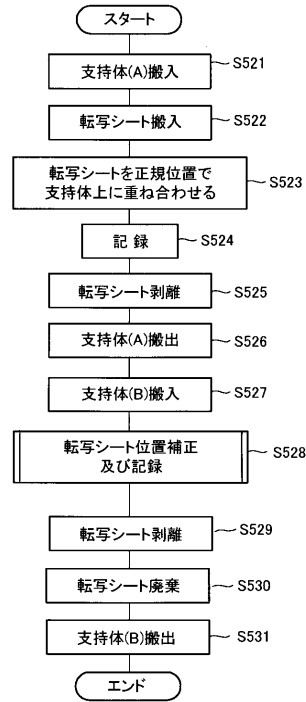 スタート
支持体(A)搬入
S521
転写シート搬入
S522
転写シートを正規位置で
支持体上に重ね合わせる
S523
記録
S524
転写シート剥離
S525
支持体(A)搬出
S526
支持体(B)搬入
S527
転写シート位置補正
及び記録
S528
転写シート剥離
S529
転写シート廃棄
S530
支持体(B)搬出
S531
エンド